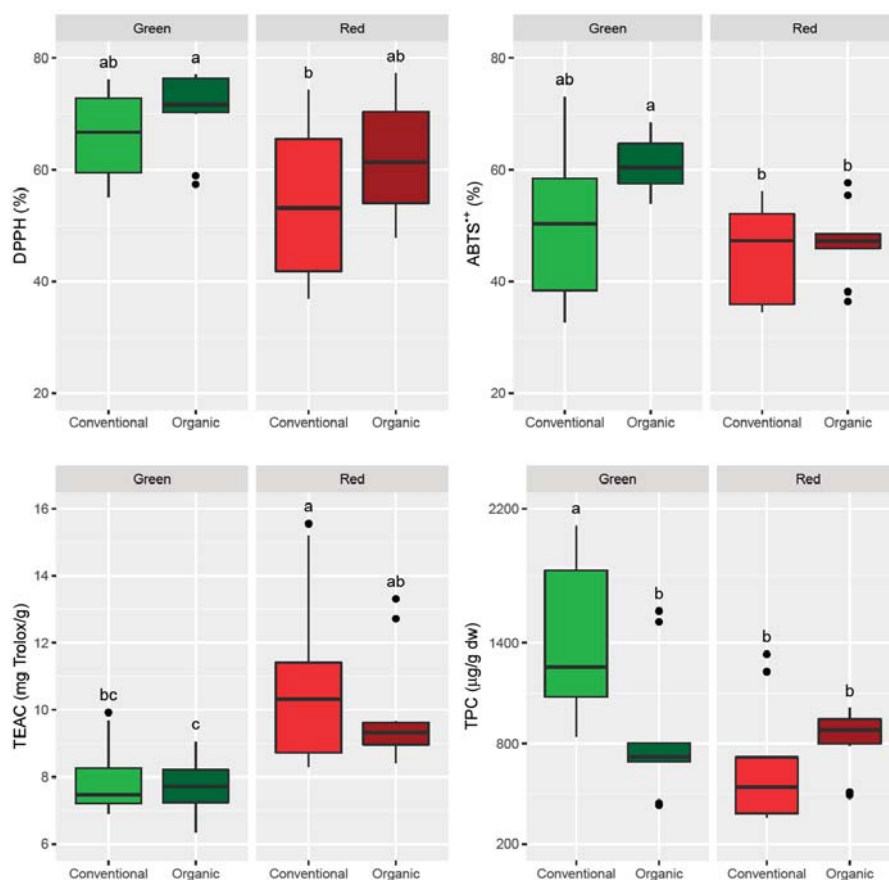 Green Red
ab a b ab
80
60
40
20
DPPH (%)
Conventional Organic Conventional Organic
Green Red
ab a b b
80
60
40
20
ABTS•+ (%)
Conventional Organic Conventional Organic
Green Red
bc c a ab
16
14
12
10
8
6
TEAC (mg Trolox/g)
Conventional Organic Conventional Organic
Green Red
a b b b
2200
1400
800
200
TPC (µg/g dw)
Conventional Organic Conventional Organic